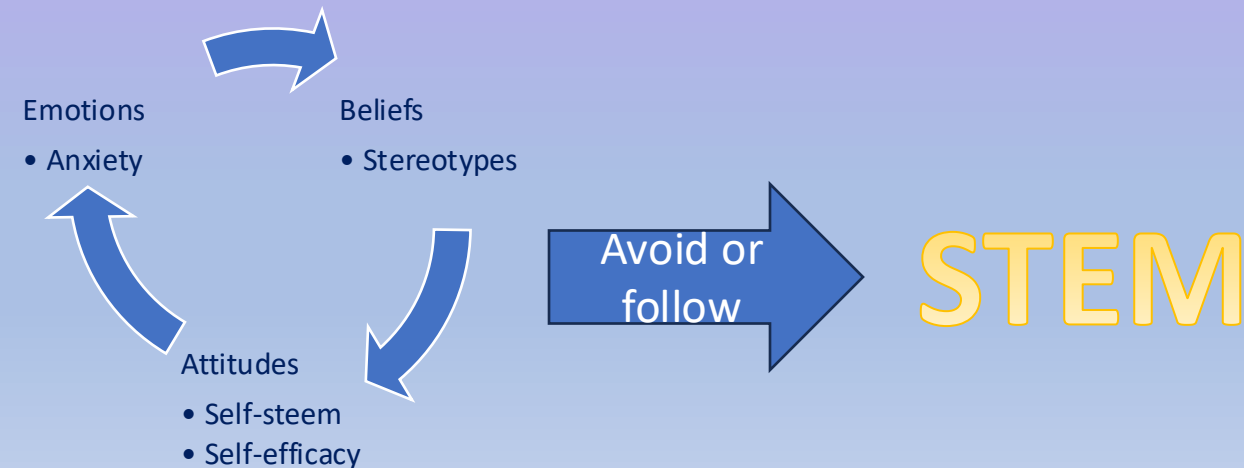 Emotions
• Anxiety
Beliefs
• Stereotypes
Attitudes
• Self-steem
• Self-efficacy
Avoid or
follow
STEM